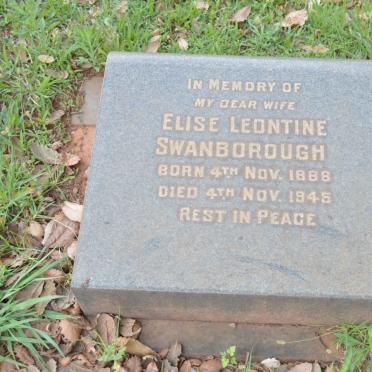 IN MEMORY OF
MY DEAR WIFE
ELISE LEONTINE
SWANBOROUGH
BORN 4TH NOV. 1888
DIED 4TH NOV. 1945
REST IN PEACE